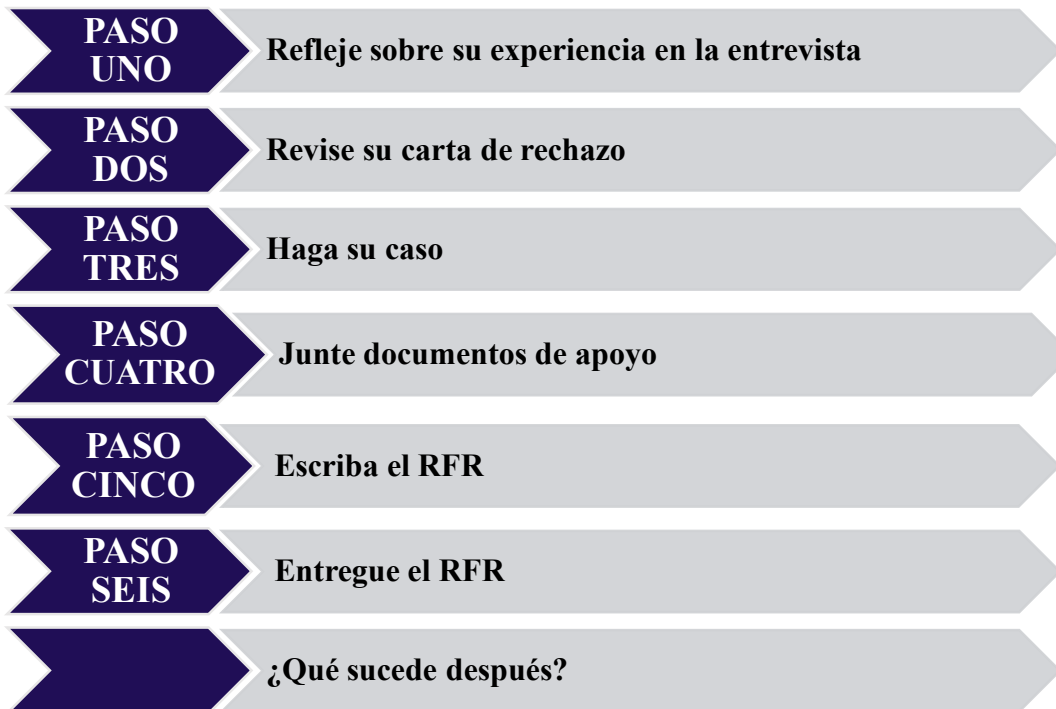 PASO
UNO
Refleje sobre su experiencia en la entrevista
PASO
DOS
Revise su carta de rechazo
PASO
TRES
Haga su caso
PASO
CUATRO
Junte documentos de apoyo
PASO
CINCO
Escriba el RFR
PASO
SEIS
Entregue el RFR
¿Qué sucede después?